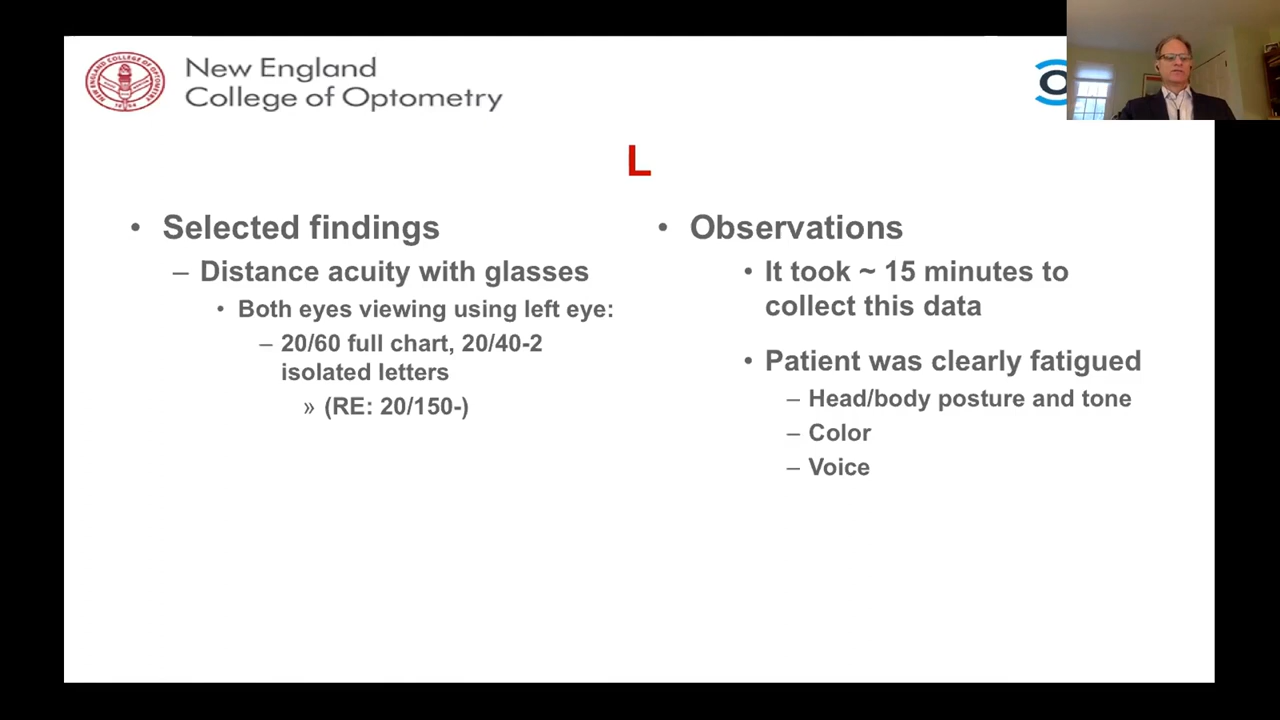 New England
College of Optometry
L
• Selected findings
– Distance acuity with glasses
• Both eyes viewing using left eye:
– 20/60 full chart, 20/40-2
isolated letters
» (RE: 20/150-)
• Observations
• It took ~ 15 minutes to
collect this data
• Patient was clearly fatigued
– Head/body posture and tone
– Color
– Voice